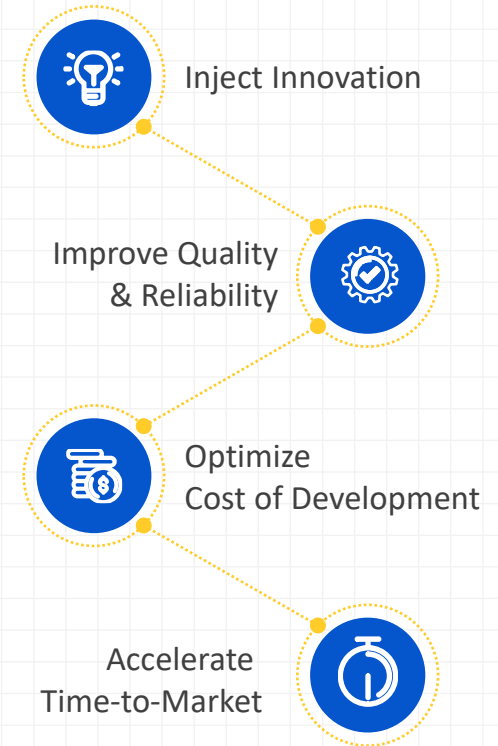 Inject Innovation
Improve Quality
& Reliability
$
Optimize
Cost of Development
Accelerate
Time-to-Market